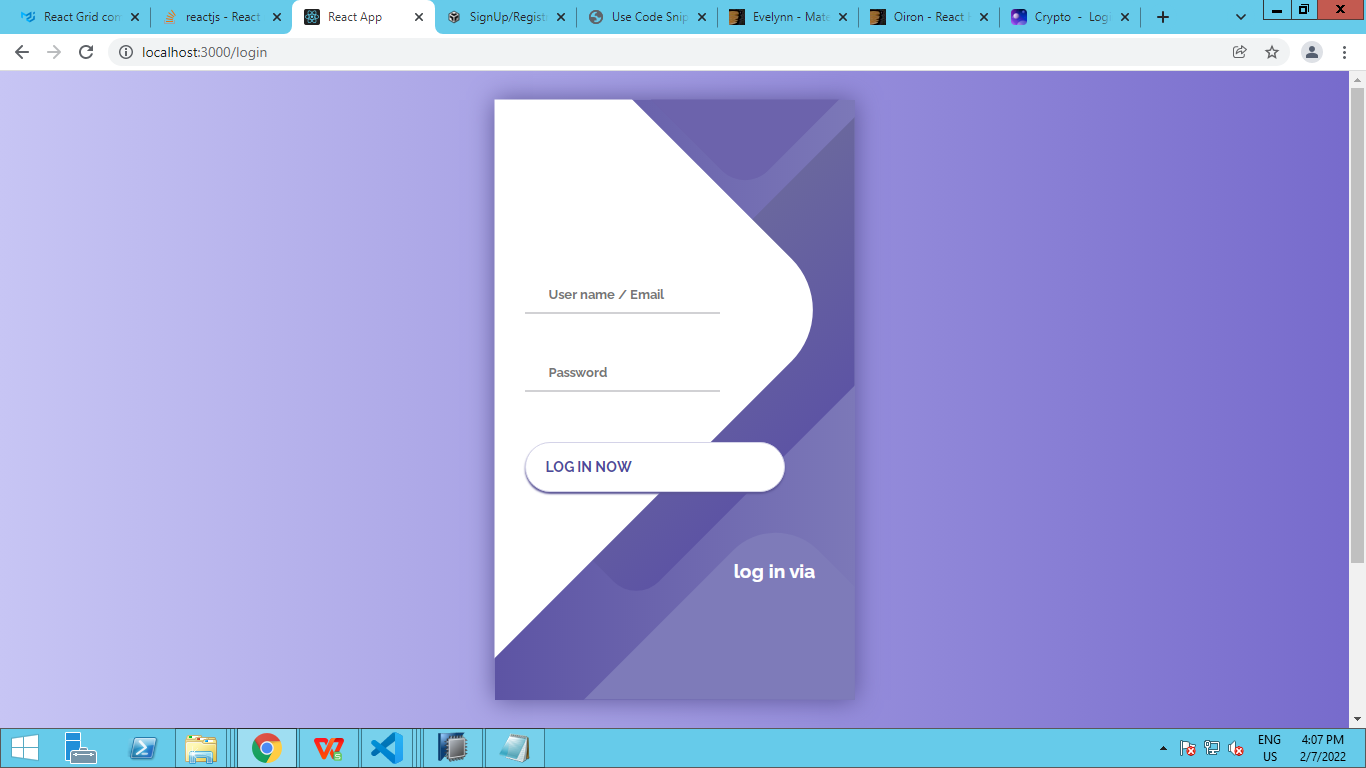 React Grid con
reactjs - React
React App
SignUp/Regist
Use Code Snip
Evelynn - Mate
Oiron - React
Crypto - Log
localhost:3000/login
User name / Email
Password
LOG IN NOW
log in via
ENG
US
4:07 PM
2/7/2022